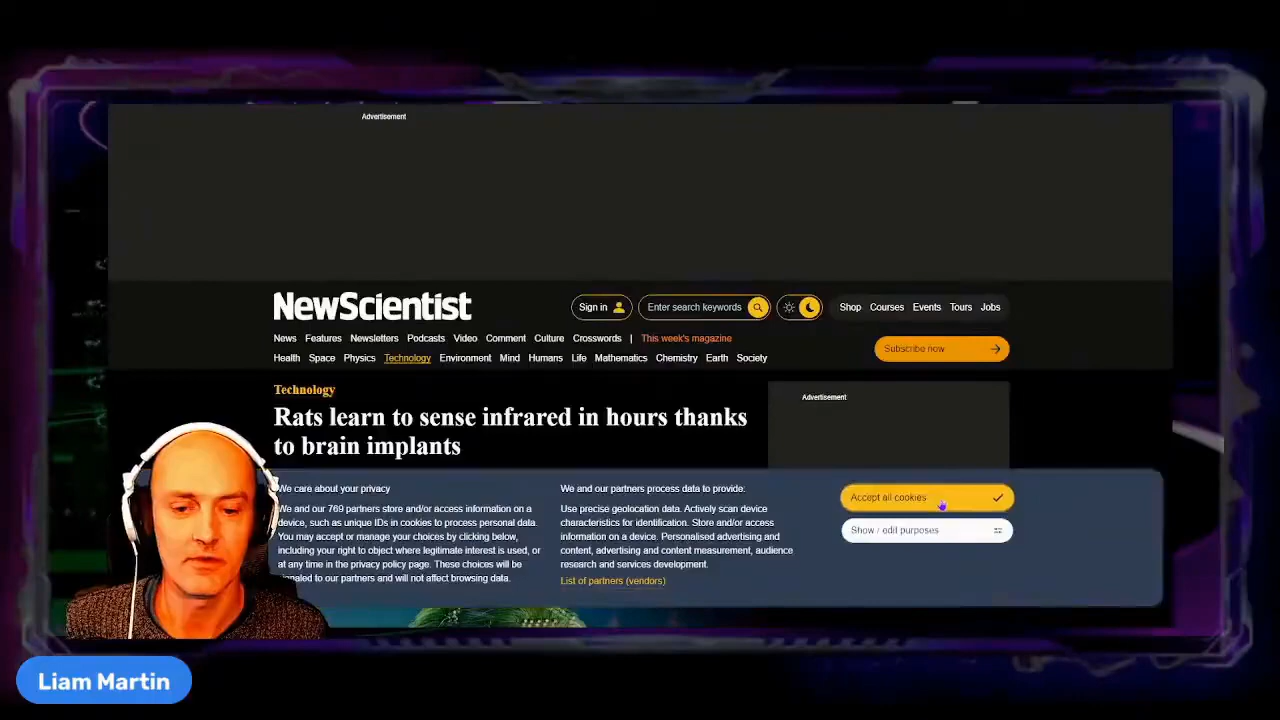 Advertisement
NewScientist
Sign in
Enter search keywords
Shop Courses Events Tours Jobs
News Features Newsletters Podcasts Video Comment Culture Crosswords | This week's magazine
Health Space Physics Technology Environment Mind Humans Life Mathematics Chemistry Earth Society
Subscribe now
Technology
Rats learn to sense infrared in hours thanks
to brain implants
Advertisement
We care about your privacy
We and our 769 partners store and/or access information on a
device, such as unique IDs in cookies to process personal data.
You may accept or manage your choices by clicking below,
including your right to object where legitimate interest is used, or
at any time in the privacy policy page. These choices will be
to our partners and will not affect browsing data.
We and our partners process data to provide:
Use precise geolocation data. Actively scan device
characteristics for identification. Store and/or access
information on a device. Personalised advertising and
content, advertising and content measurement, audience
research and services development.
List of partners (vendors)
Accept all cookies
Show / edit purposes
Liam Martin